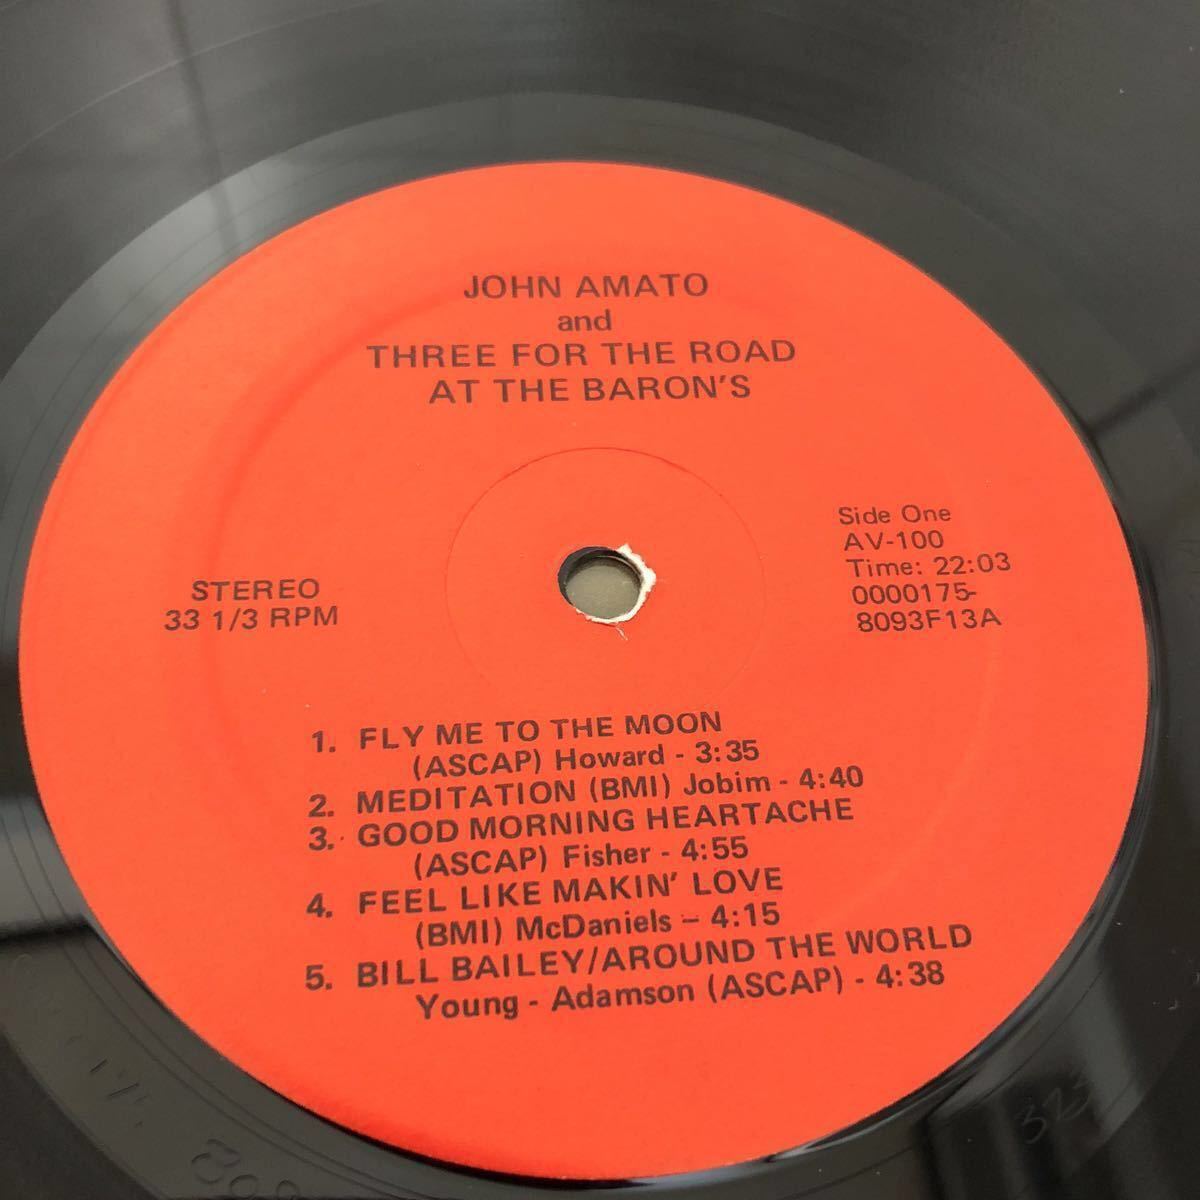 JOHN AMATO
and
THREE FOR THE ROAD
AT THE BARON'S
STEREO
33 1/3 RPM
Side One
AV-100
Time: 22:03
0000175-
8093F13A
1. FLY ME TO THE MOON
(ASCAP) Howard - 3:35
2. MEDITATION (BMI) Jobim - 4:40
3. GOOD MORNING HEARTACHE
(ASCAP) Fisher - 4:55
4. FEEL LIKE MAKIN' LOVE
(BMI) McDaniels - 4:15
5. BILL BAILEY/AROUND THE WORLD
Young - Adamson (ASCAP) - 4:38